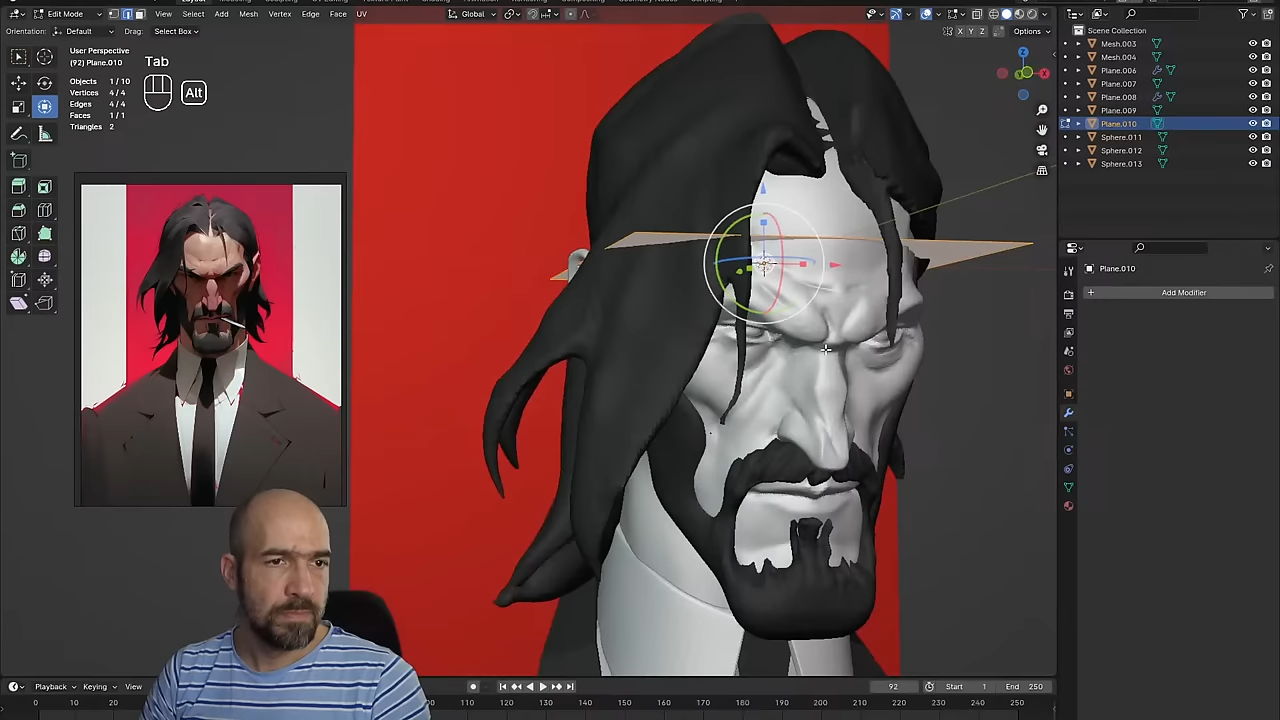 Layout
Edit Mode View Select Add Mesh Vertex Edge Face UV Global
Orientation: Default Drag: Select Box X Y Z Options
User Perspective
(92) Plane.010
Objects 1/10
Vertices 4/4
Edges 4/4
Faces 1/1
Triangles 2
Tab
Alt
Z
X
Y
Scene Collection
Mesh.003
Mesh.004
Plane.006
Plane.007
Plane.008
Plane.009
Plane.010
Sphere.011
Sphere.012
Sphere.013
Plane.010
+ Add Modifier
Playback Keying View 92 Start 1 End 250
0 10 20 100 110 120 130 140 150 160 170 180 190 200 210 220 230 240 250